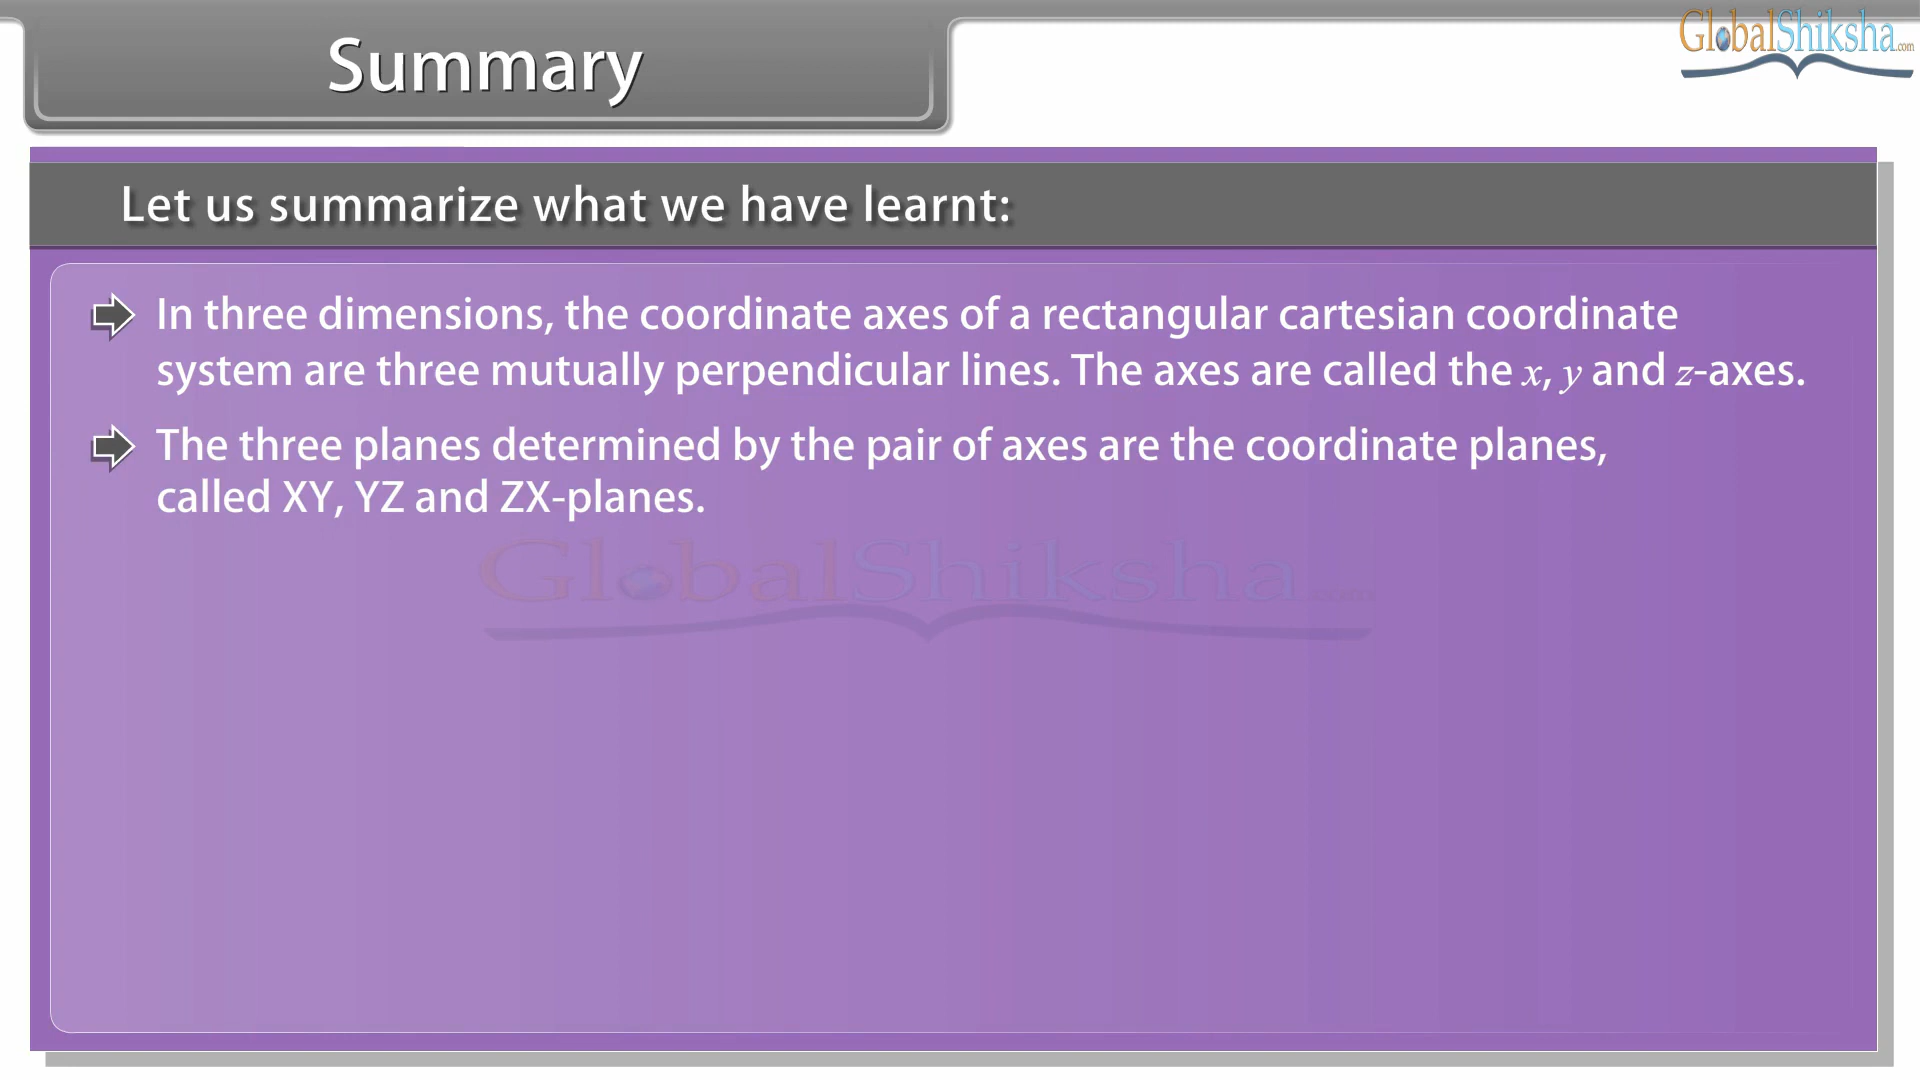 Summary
GlobalShiksha.com
Let us summarize what we have learnt:
In three dimensions, the coordinate axes of a rectangular cartesian coordinate
system are three mutually perpendicular lines. The axes are called the x, y and z-axes.
The three planes determined by the pair of axes are the coordinate planes,
called XY, YZ and ZX-planes.
GlobalShiksha.com